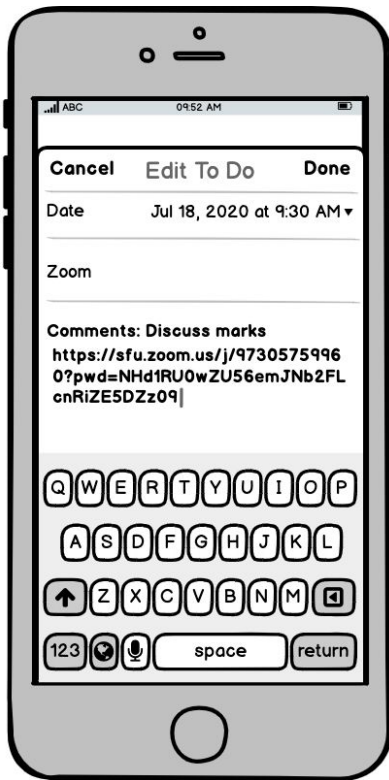 ABC 09:52 AM
Cancel Edit To Do Done
Date Jul 18, 2020 at 9:30 AM ▾
Zoom
Comments: Discuss marks
https://sfu.zoom.us/j/9730575996
0?pwd=NHd1RU0wZU56emJNb2FL
cnRiZE5DZz09
Q W E R T Y U I O P
A S D F G H J K L
Z X C V B N M
123 space return